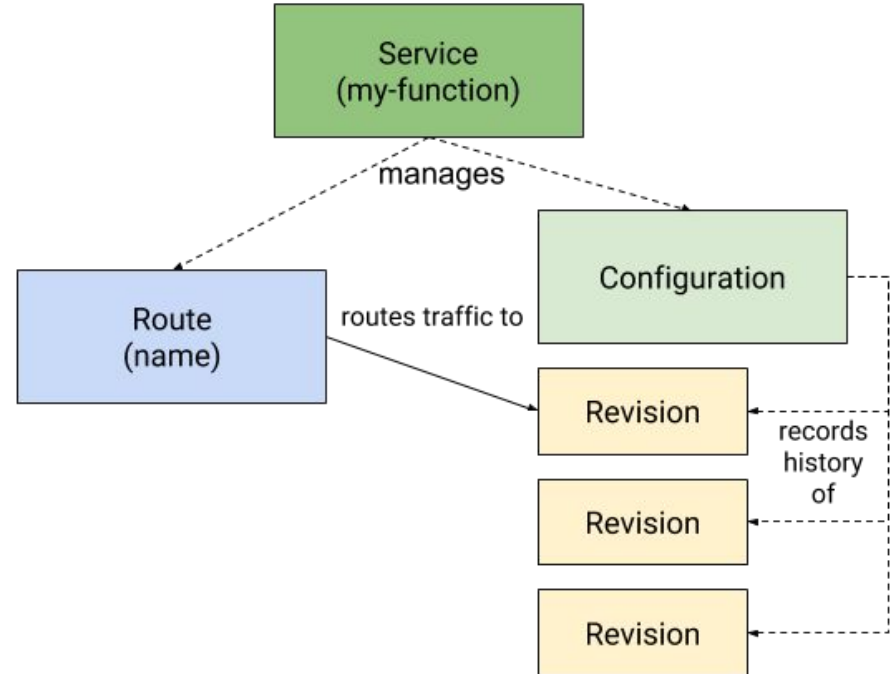 Service
(my-function)
manages
Configuration
Route
(name)
routes traffic to
Revision
records
history
of
Revision
Revision